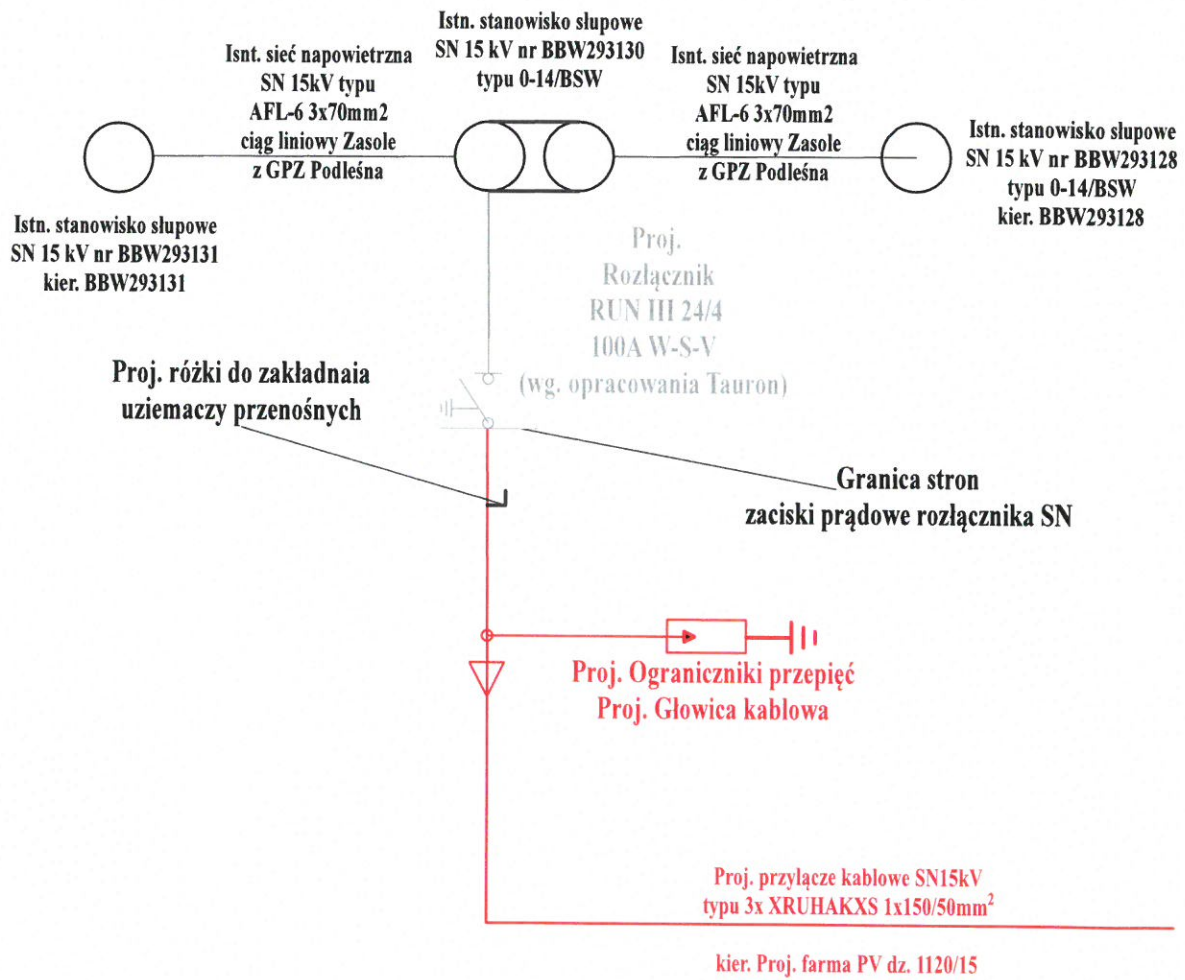 Istn. stanowisko słupowe
SN 15 kV nr BBW293130
typu 0-14/BSW
Isnt. sieć napowietrzna
SN 15kV typu
AFL-6 3x70mm2
ciąg liniowy Zasole
z GPZ Podleśna
Isnt. sieć napowietrzna
SN 15kV typu
AFL-6 3x70mm2
ciąg liniowy Zasole
z GPZ Podleśna
Istn. stanowisko słupowe
SN 15 kV nr BBW293128
typu 0-14/BSW
kier. BBW293128
Istn. stanowisko słupowe
SN 15 kV nr BBW293131
kier. BBW293131
Proj.
Rozłącznik
RUN III 24/4
100A W-S-V
(wg. opracowania Tauron)
Proj. różki do zakładnaia
uziemaczy przenośnych
Granica stron
zaciski prądowe rozłącznika SN
Proj. Ograniczniki przepięć
Proj. Głowica kablowa
Proj. przyłącze kablowe SN15kV
typu 3x XRUHAKXS 1x150/50mm²
kier. Proj. farma PV dz. 1120/15